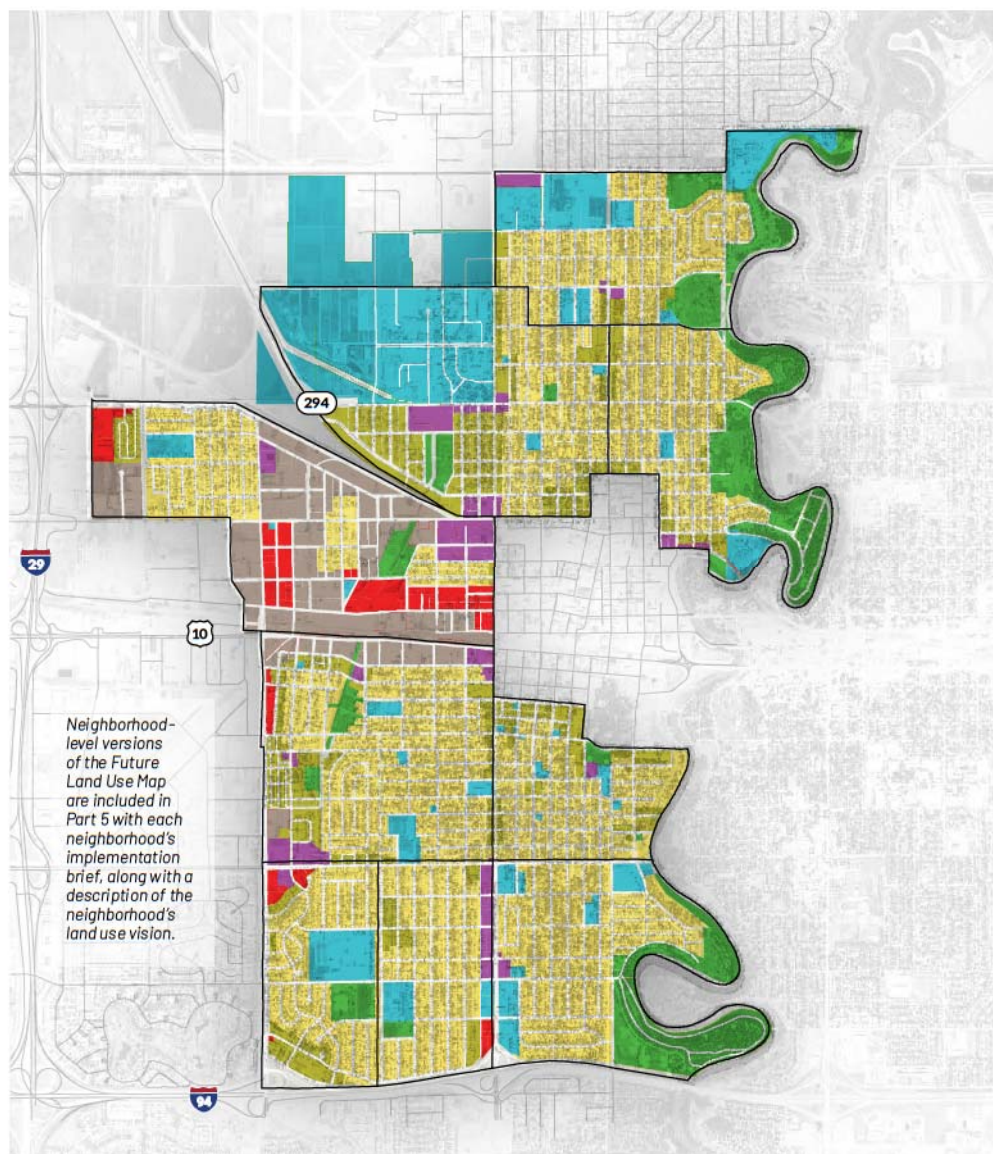 294
29
10
Neighborhood-
level versions
of the Future
Land Use Map
are included in
Part 5 with each
neighborhood's
implementation
brief, along with a
description of the
neighborhood's
land use vision.
94